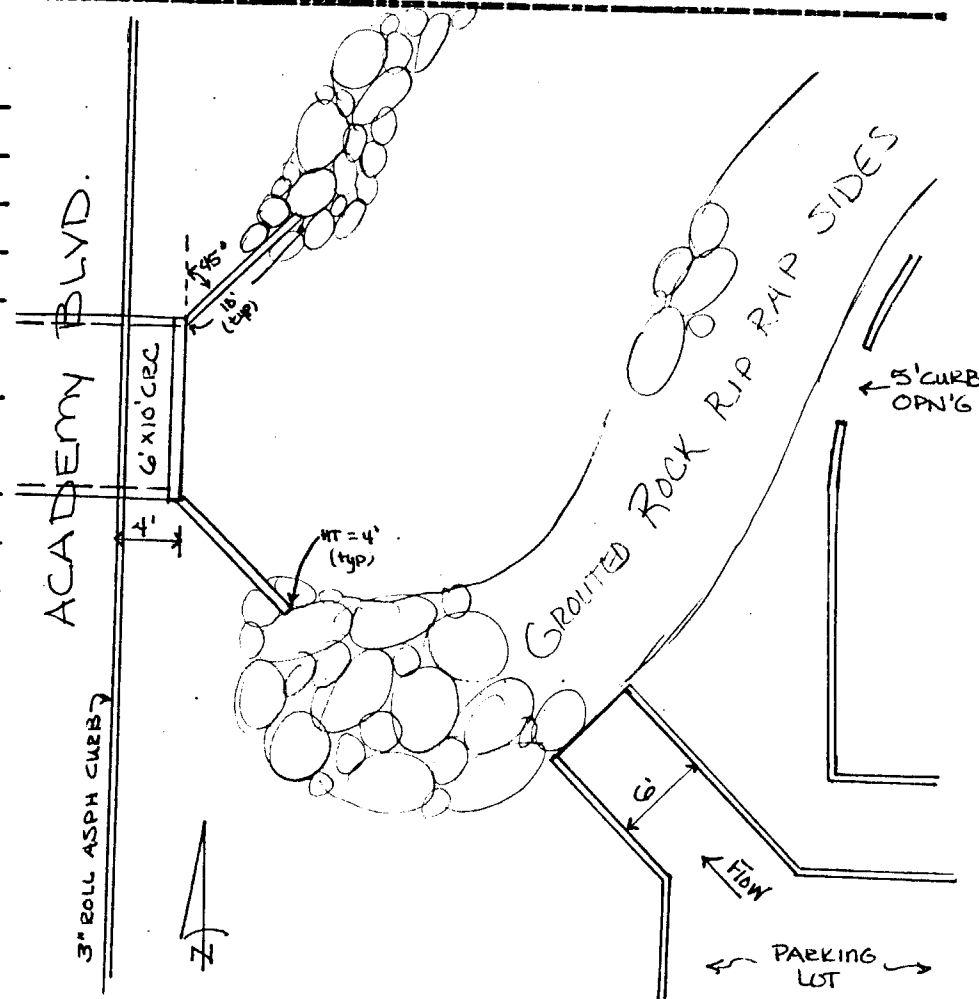 ACADEMY BLVD.
45°
18'
(typ)
6'X10' CRC
4'
HT = 4'
(typ)
GROUTED ROCK RIP RAP SIDES
5' CURB
OPN'G
3" ROLL ASPH CURB
6'
FLOW
PARKING
LOT
N